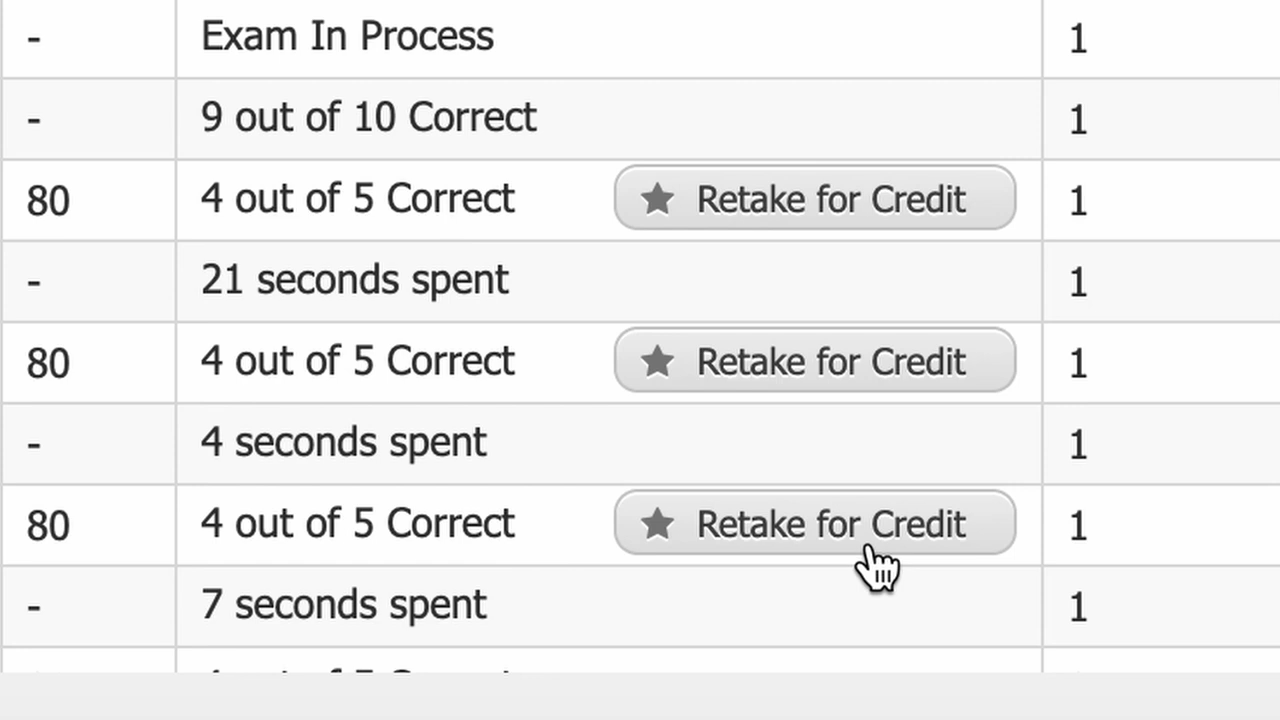 - Exam In Process 1
- 9 out of 10 Correct 1
80 4 out of 5 Correct Retake for Credit 1
- 21 seconds spent 1
80 4 out of 5 Correct Retake for Credit 1
- 4 seconds spent 1
80 4 out of 5 Correct Retake for Credit 1
- 7 seconds spent 1